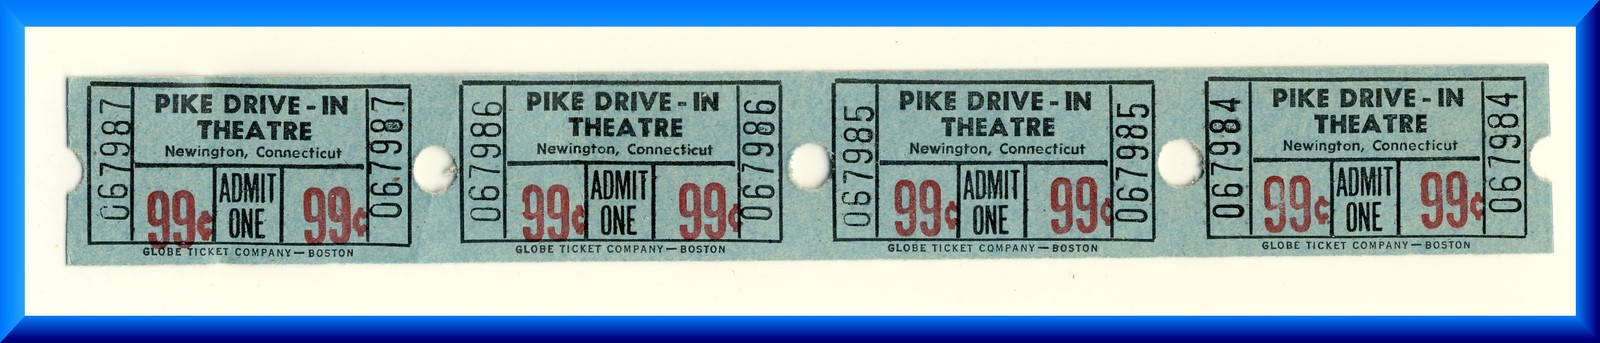 067987
PIKE DRIVE-IN
THEATRE
Newington, Connecticut
99¢ ADMIT ONE 99¢
067987
GLOBE TICKET COMPANY—BOSTON
067986
PIKE DRIVE-IN
THEATRE
Newington, Connecticut
99¢ ADMIT ONE 99¢
067986
GLOBE TICKET COMPANY—BOSTON
067985
PIKE DRIVE-IN
THEATRE
Newington, Connecticut
99¢ ADMIT ONE 99¢
067985
GLOBE TICKET COMPANY—BOSTON
067984
PIKE DRIVE-IN
THEATRE
Newington, Connecticut
99¢ ADMIT ONE 99¢
067984
GLOBE TICKET COMPANY—BOSTON